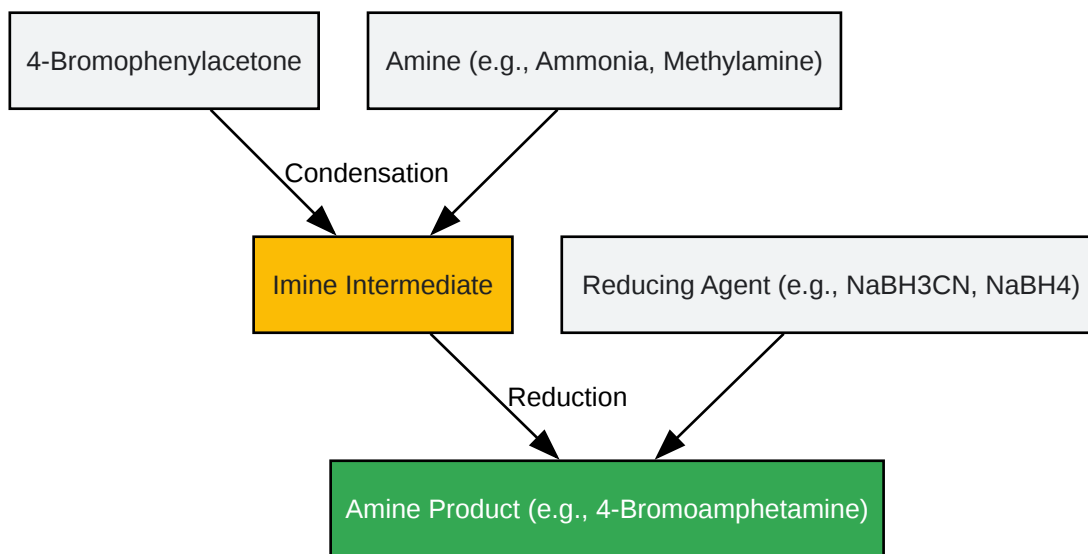 4-Bromophenylacetone
Amine (e.g., Ammonia, Methylamine)
Condensation
Imine Intermediate
Reducing Agent (e.g., NaBH3CN, NaBH4)
Reduction
Amine Product (e.g., 4-Bromoamphetamine)